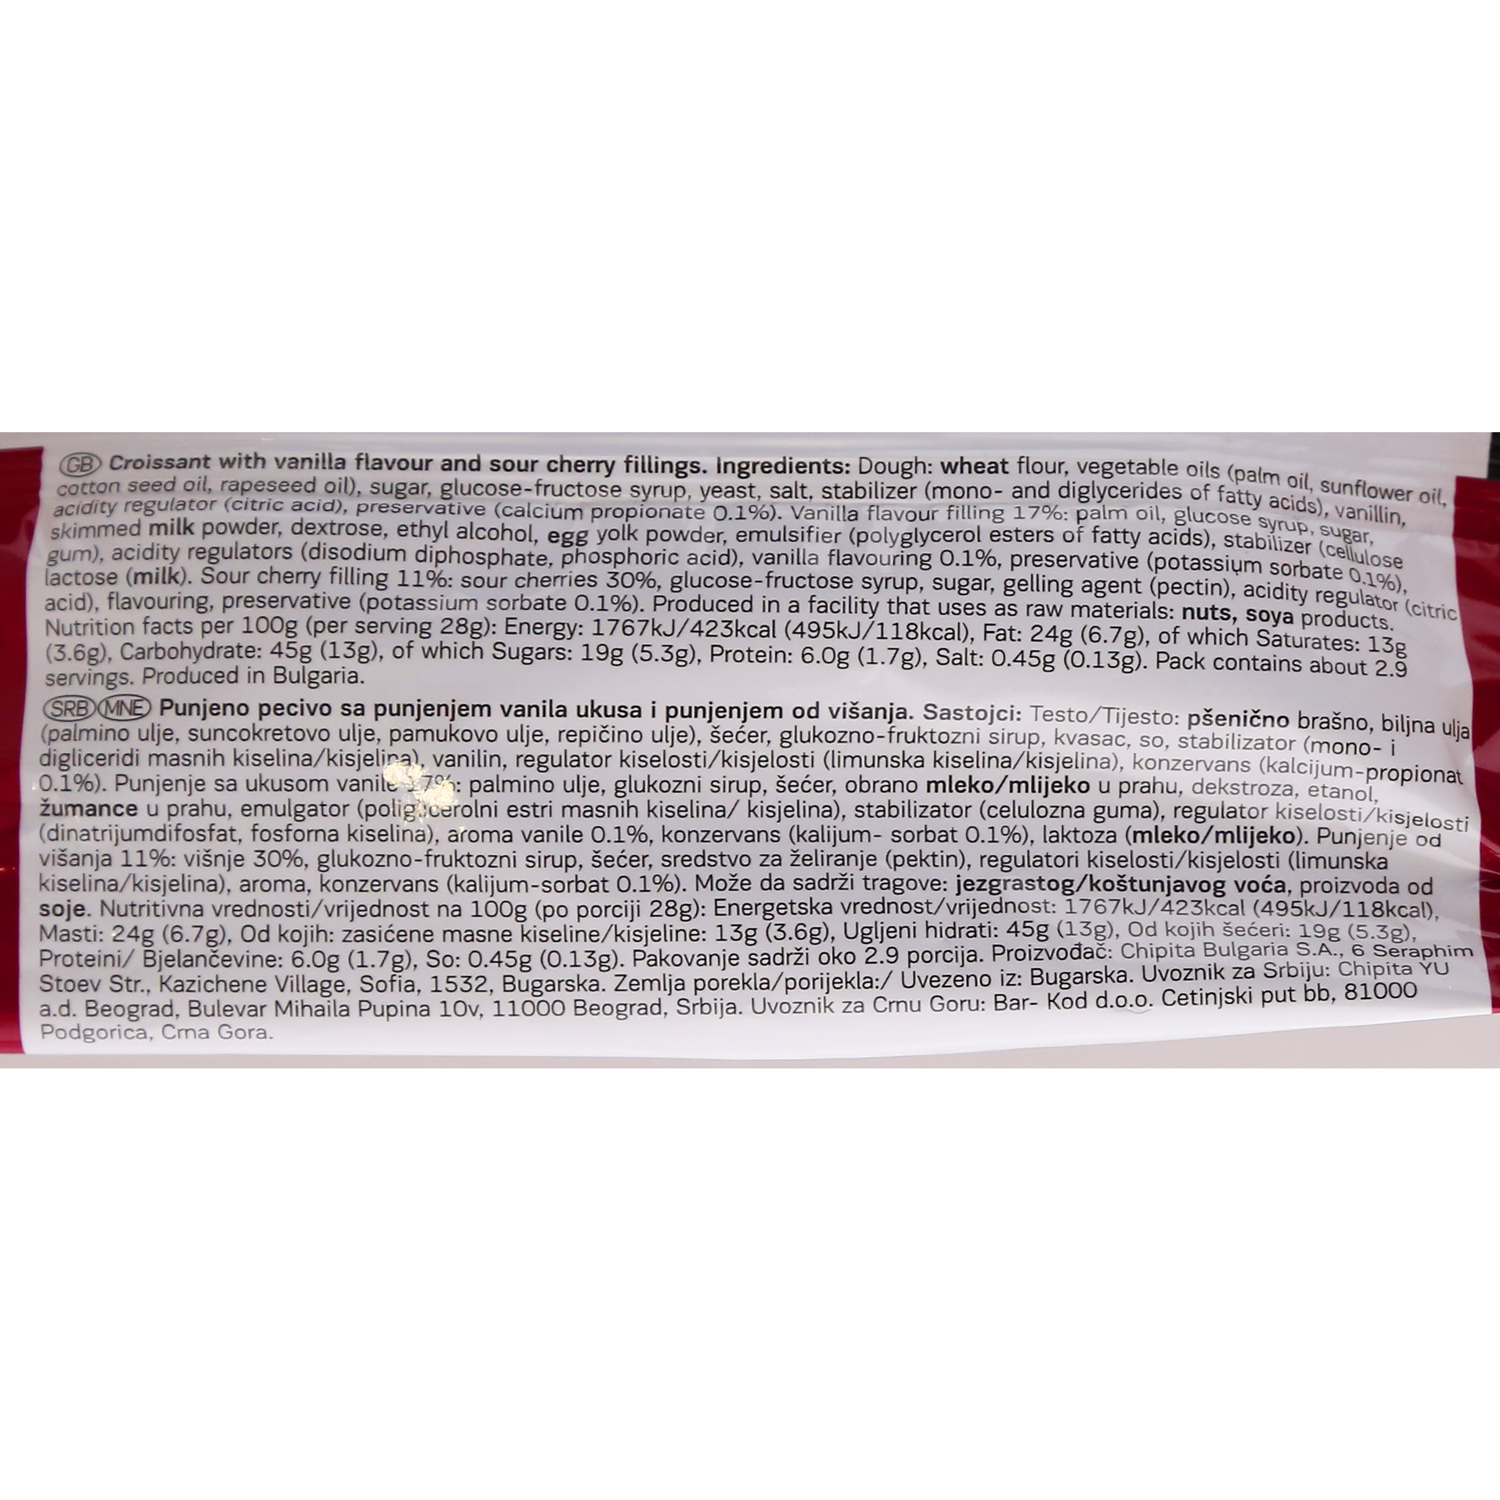 GB Croissant with vanilla flavour and sour cherry fillings. Ingredients: Dough: wheat flour, vegetable oils (palm oil, sunflower oil,
cotton seed oil, rapeseed oil), sugar, glucose-fructose syrup, yeast, salt, stabilizer (mono- and diglycerides of fatty acids), vanillin,
acidity regulator (citric acid), preservative (calcium propionate 0.1%). Vanilla flavour filling 17%: palm oil, glucose syrup, sugar,
skimmed milk powder, dextrose, ethyl alcohol, egg yolk powder, emulsifier (polyglycerol esters of fatty acids), stabilizer (cellulose
gum), acidity regulators (disodium diphosphate, phosphoric acid), vanilla flavouring 0.1%, preservative (potassium sorbate 0.1%),
lactose (milk). Sour cherry filling 11%: sour cherries 30%, glucose-fructose syrup, sugar, gelling agent (pectin), acidity regulator (citric
acid), flavouring, preservative (potassium sorbate 0.1%). Produced in a facility that uses as raw materials: nuts, soya products.
Nutrition facts per 100g (per serving 28g): Energy: 1767kJ/423kcal (495kJ/118kcal), Fat: 24g (6.7g), of which Saturates: 13g
(3.6g), Carbohydrate: 45g (13g), of which Sugars: 19g (5.3g), Protein: 6.0g (1.7g), Salt: 0.45g (0.13g). Pack contains about 2.9
servings. Produced in Bulgaria.
SRB MNE Punjeno pecivo sa punjenjem vanila ukusa i punjenjem od višanja. Sastojci: Testo/Tijesto: pšenično brašno, biljna ulja
(palmino ulje, suncokretovo ulje, pamukovo ulje, repičino ulje), šećer, glukozno-fruktozni sirup, kvasac, so, stabilizator (mono- i
digliceridi masnih kiselina/kisjelina), vanilin, regulator kiselosti/kisjelosti (limunska kiselina/kisjelina), konzervans (kalcijum-propionat
0.1%). Punjenje sa ukusom vanile 17%: palmino ulje, glukozni sirup, šećer, obrano mleko/mlijeko u prahu, dekstroza, etanol,
žumance u prahu, emulgator (poliglicerolni estri masnih kiselina/ kisjelina), stabilizator (celulozna guma), regulator kiselosti/kisjelosti
(dinatrijumdifosfat, fosforna kiselina), aroma vanile 0.1%, konzervans (kalijum- sorbat 0.1%), laktoza (mleko/mlijeko). Punjenje od
višanja 11%: višnje 30%, glukozno-fruktozni sirup, šećer, sredstvo za želiranje (pektin), regulatori kiselosti/kisjelosti (limunska
kiselina/kisjelina), aroma, konzervans (kalijum-sorbat 0.1%). Može da sadrži tragove: jezgrastog/koštunjavog voća, proizvoda od
soje. Nutritivna vrednosti/vrijednost na 100g (po porciji 28g): Energetska vrednost/vrijednost: 1767kJ/423kcal (495kJ/118kcal),
Masti: 24g (6.7g), Od kojih: zasićene masne kiseline/kisjeline: 13g (3.6g), Ugljeni hidrati: 45g (13g), Od kojih šećeri: 19g (5.3g),
Proteini/ Bjelančevine: 6.0g (1.7g), So: 0.45g (0.13g). Pakovanje sadrži oko 2.9 porcija. Proizvođač: Chipita Bulgaria S.A., 6 Seraphim
Stoev Str., Kazichene Village, Sofia, 1532, Bugarska. Zemlja porekla/porijekla:/ Uvezeno iz: Bugarska. Uvoznik za Srbiju: Chipita YU
a.d. Beograd, Bulevar Mihaila Pupina 10v, 11000 Beograd, Srbija. Uvoznik za Crnu Goru: Bar- Kod d.o.o. Cetinjski put bb, 81000
Podgorica, Crna Gora.